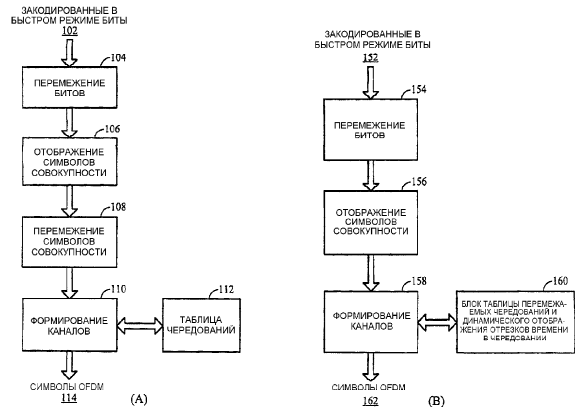 ЗАКОДИРОВАННЫЕ В
БЫСТРОМ РЕЖИМЕ БИТЫ
102
104
ПЕРЕМЕЖЕНИЕ
БИТОВ
106
ОТОБРАЖЕНИЕ
СИМВОЛОВ
СОВОКУПНОСТИ
108
ПЕРЕМЕЖЕНИЕ
СИМВОЛОВ
СОВОКУПНОСТИ
110
ФОРМИРОВАНИЕ
КАНАЛОВ
112
ТАБЛИЦА
ЧЕРЕДОВАНИЙ
СИМВОЛЫ OFDM
114
(A)
ЗАКОДИРОВАННЫЕ В
БЫСТРОМ РЕЖИМЕ БИТЫ
152
154
ПЕРЕМЕЖЕНИЕ
БИТОВ
156
ОТОБРАЖЕНИЕ
СИМВОЛОВ
СОВОКУПНОСТИ
158
ФОРМИРОВАНИЕ
КАНАЛОВ
160
БЛОК ТАБЛИЦЫ ПЕРЕМЕЖА-
ЕМЫХ ЧЕРЕДОВАНИЙ И
ДИНАМИЧЕСКОГО ОТОБРА-
ЖЕНИЯ ОТРЕЗКОВ ВРЕМЕНИ
В ЧЕРЕДОВАНИИ
СИМВОЛЫ OFDM
162
(B)